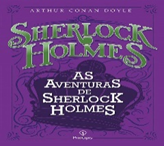 ARTHUR CONAN DOYLE
SHERLOCK
HOLMES
AS
AVENTURAS
DE
SHERLOCK
HOLMES